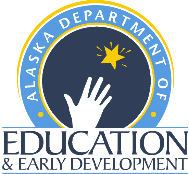 ALASKA DEPARTMENT OF
EDUCATION
& EARLY DEVELOPMENT